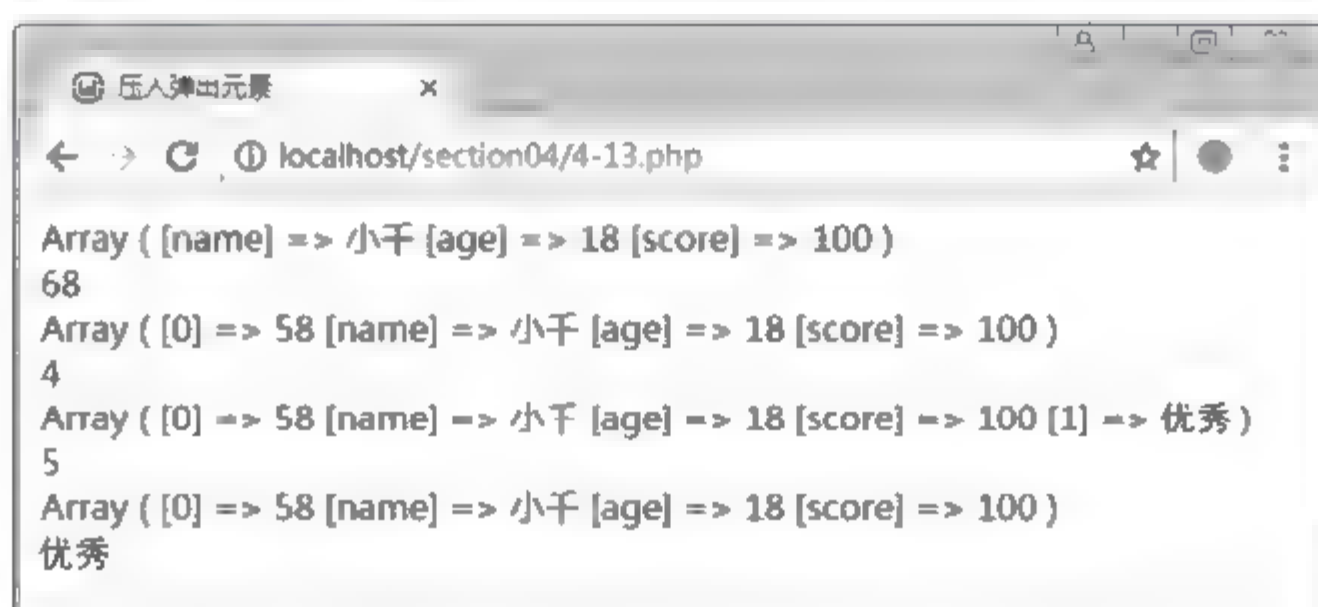 压入弹出元素
localhost/section04/4-13.php
Array ( [name] => 小千 [age] => 18 [score] => 100 )
68
Array ( [0] => 58 [name] => 小千 [age] => 18 [score] => 100 )
4
Array ( [0] => 58 [name] => 小千 [age] => 18 [score] => 100 [1] => 优秀 )
5
Array ( [0] => 58 [name] => 小千 [age] => 18 [score] => 100 )
优秀